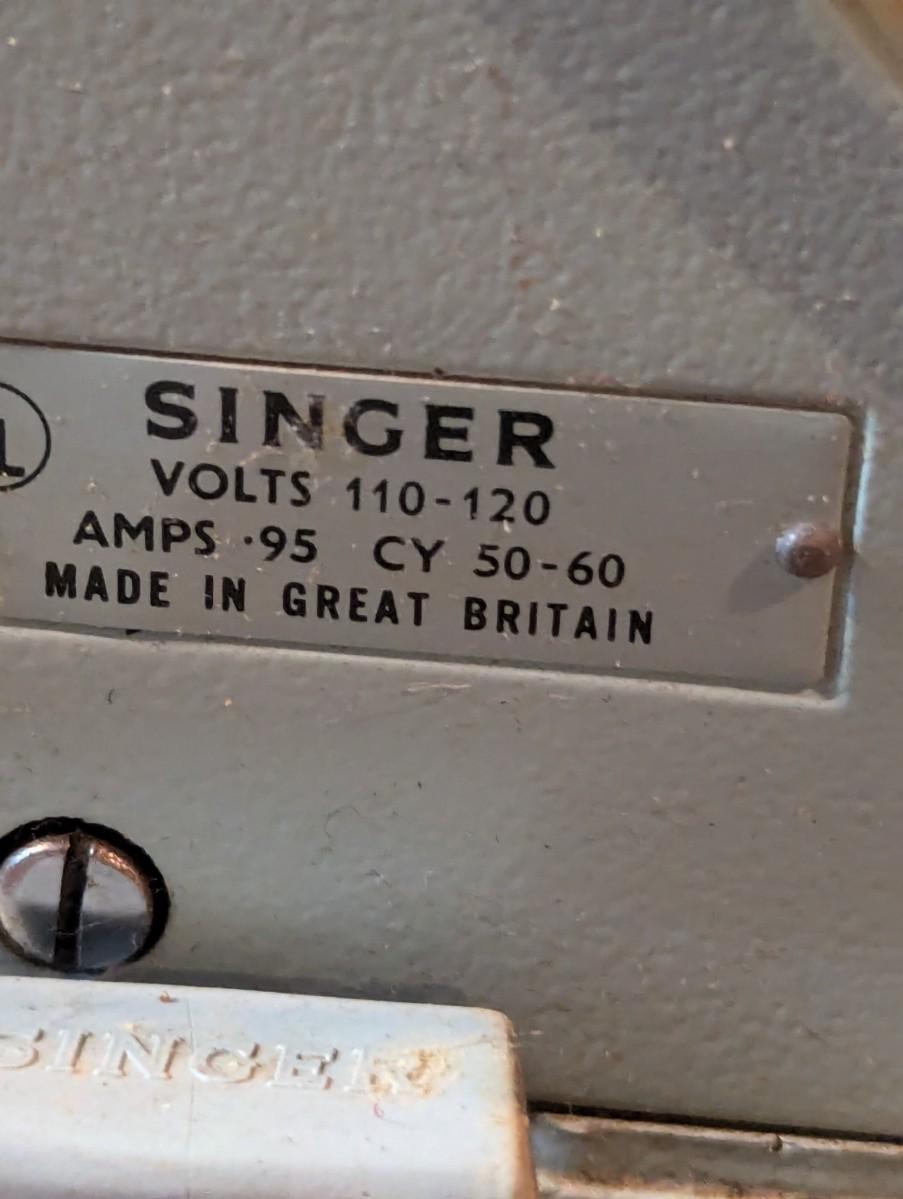 SINGER
VOLTS 110-120
AMPS ·95 CY 50-60
MADE IN GREAT BRITAIN
SINGER